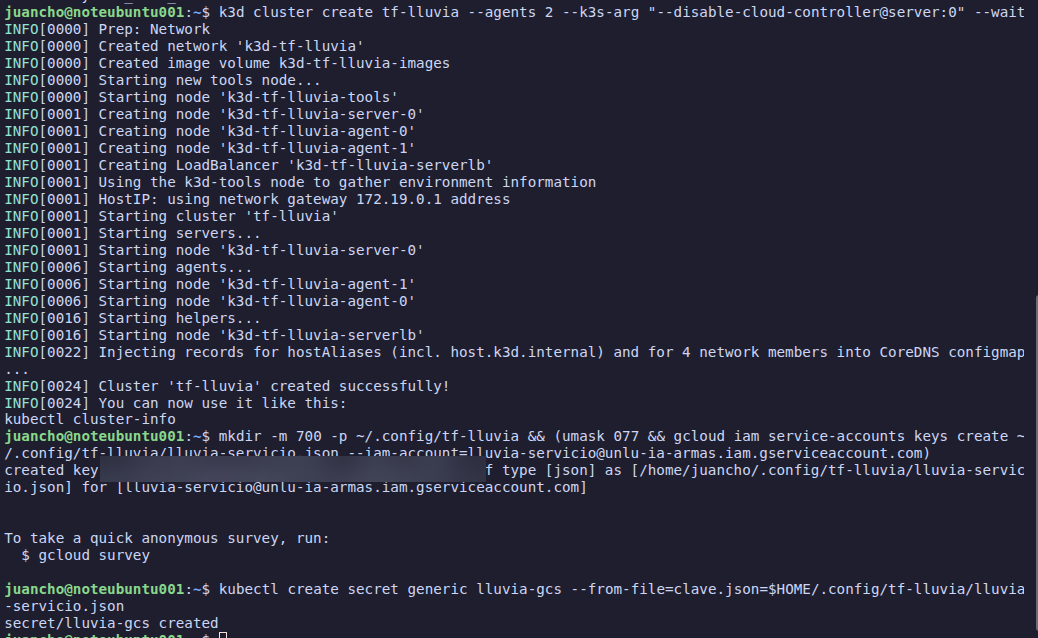 juancho@noteubuntu001:~$ k3d cluster create tf-lluvia --agents 2 --k3s-arg "--disable-cloud-controller@server:0" --wait
INFO[0000] Prep: Network
INFO[0000] Created network 'k3d-tf-lluvia'
INFO[0000] Created image volume k3d-tf-lluvia-images
INFO[0000] Starting new tools node...
INFO[0000] Starting node 'k3d-tf-lluvia-tools'
INFO[0001] Creating node 'k3d-tf-lluvia-server-0'
INFO[0001] Creating node 'k3d-tf-lluvia-agent-0'
INFO[0001] Creating node 'k3d-tf-lluvia-agent-1'
INFO[0001] Creating LoadBalancer 'k3d-tf-lluvia-serverlb'
INFO[0001] Using the k3d-tools node to gather environment information
INFO[0001] HostIP: using network gateway 172.19.0.1 address
INFO[0001] Starting cluster 'tf-lluvia'
INFO[0001] Starting servers...
INFO[0001] Starting node 'k3d-tf-lluvia-server-0'
INFO[0006] Starting agents...
INFO[0006] Starting node 'k3d-tf-lluvia-agent-1'
INFO[0006] Starting node 'k3d-tf-lluvia-agent-0'
INFO[0016] Starting helpers...
INFO[0016] Starting node 'k3d-tf-lluvia-serverlb'
INFO[0022] Injecting records for hostAliases (incl. host.k3d.internal) and for 4 network members into CoreDNS configmap
...
INFO[0024] Cluster 'tf-lluvia' created successfully!
INFO[0024] You can now use it like this:
kubectl cluster-info
juancho@noteubuntu001:~$ mkdir -m 700 -p ~/.config/tf-lluvia && (umask 077 && gcloud iam service-accounts keys create ~
/.config/tf-lluvia/lluvia-servicio.json --iam-account=lluvia-servicio@unlu-ia-armas.iam.gserviceaccount.com)
created key f type [json] as [/home/juancho/.config/tf-lluvia/lluvia-servic
io.json] for [lluvia-servicio@unlu-ia-armas.iam.gserviceaccount.com]
To take a quick anonymous survey, run:
$ gcloud survey
juancho@noteubuntu001:~$ kubectl create secret generic lluvia-gcs --from-file=clave.json=$HOME/.config/tf-lluvia/lluvia
-servicio.json
secret/lluvia-gcs created
juancho@noteubuntu001:~$